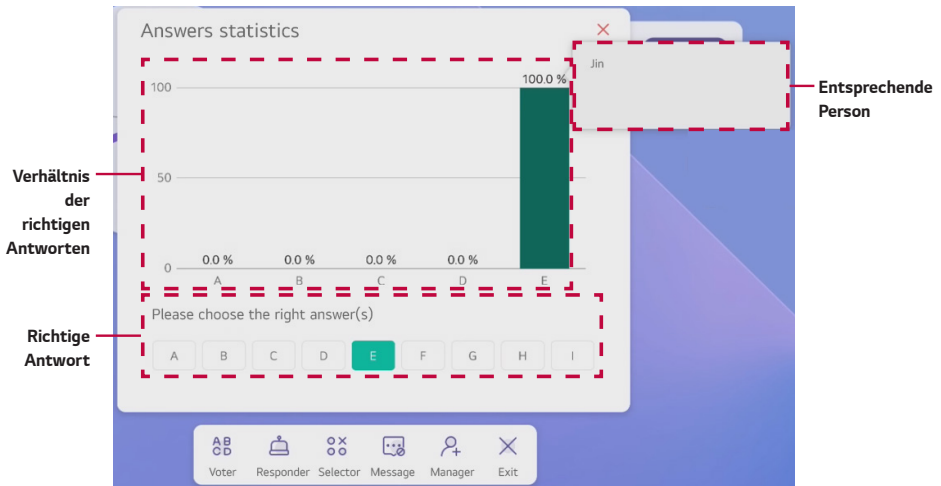 Answers statistics
Jin
Entsprechende
Person
100
100.0 %
50
Verhältnis
der
richtigen
Antworten
0
0.0 %
0.0 %
0.0 %
0.0 %
A
B
C
D
E
Please choose the right answer(s)
Richtige
Antwort
A B C D E F G H I
A B
C D
Voter Responder Selector Message Manager Exit